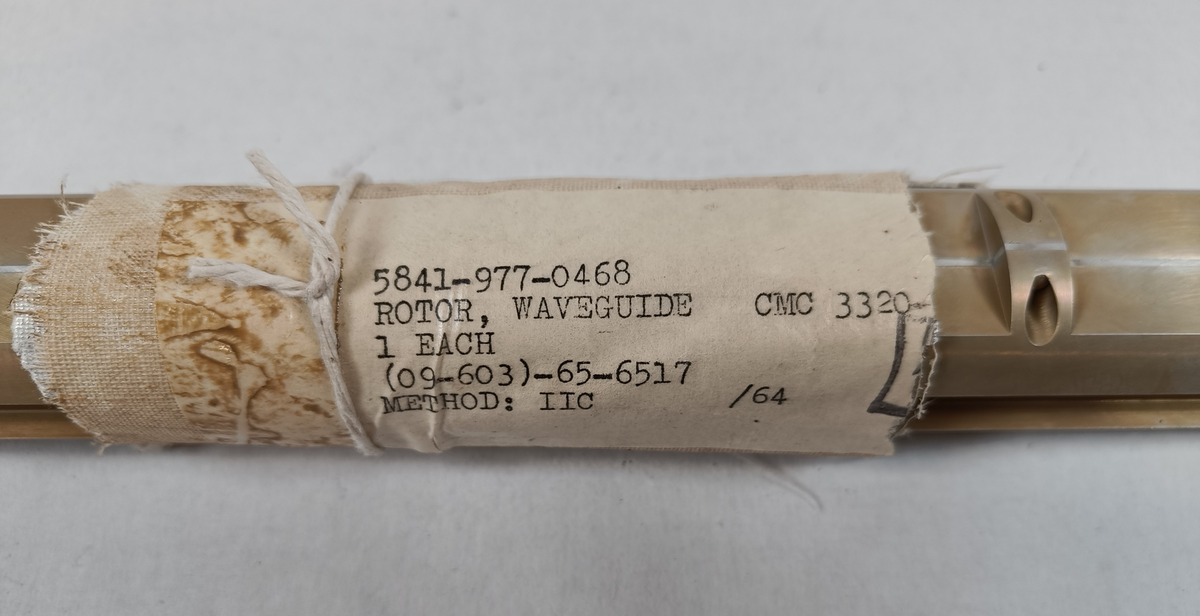 5841-977-0468
ROTOR, WAVEGUIDE CMC 3320-
1 EACH
(09-603)-65-6517
METHOD: IIC /64